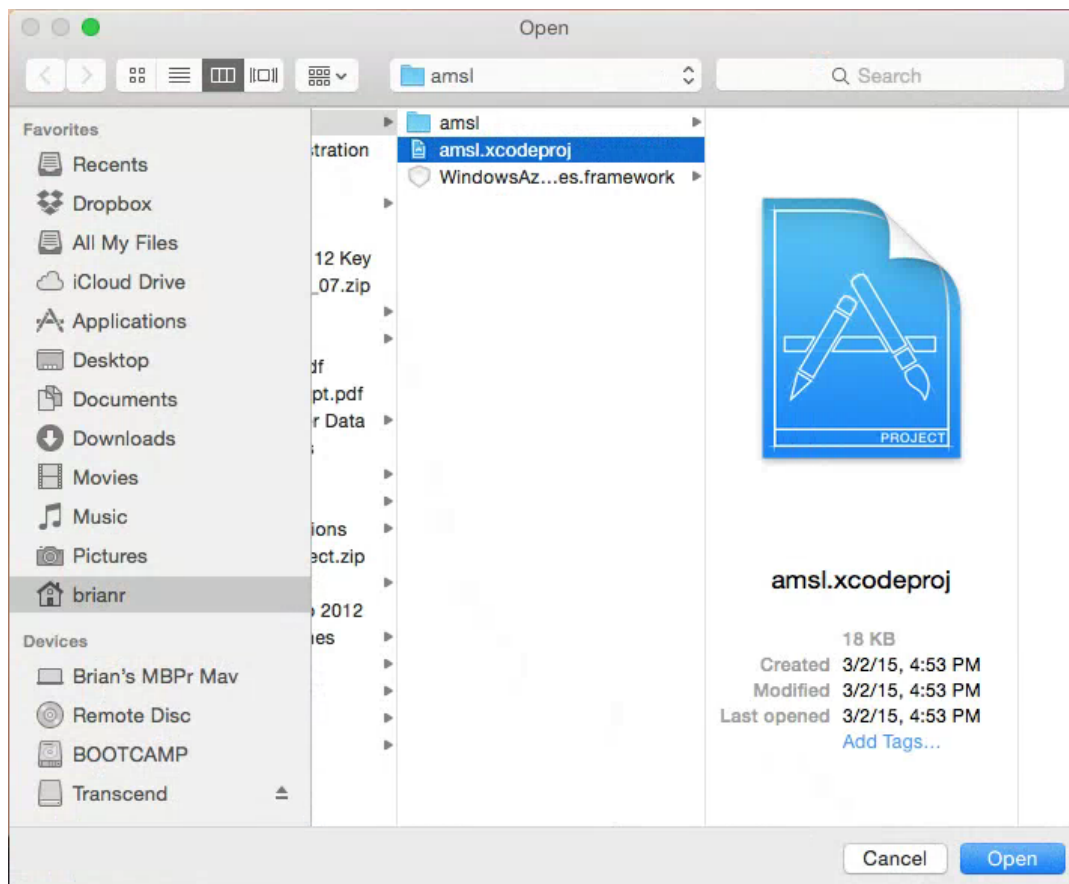 Open
amsl
Search
Favorites
Recents
Dropbox
All My Files
iCloud Drive
Applications
Desktop
Documents
Downloads
Movies
Music
Pictures
brianr
Devices
Brian's MBPr Mav
Remote Disc
BOOTCAMP
Transcend
stration
12 Key
_07.zip
df
pt.pdf
r Data
ions
ect.zip
2012
nes
amsl
amsl.xcodeproj
WindowsAz...es.framework
PROJECT
amsl.xcodeproj
18 KB
Created 3/2/15, 4:53 PM
Modified 3/2/15, 4:53 PM
Last opened 3/2/15, 4:53 PM
Add Tags...
Cancel
Open